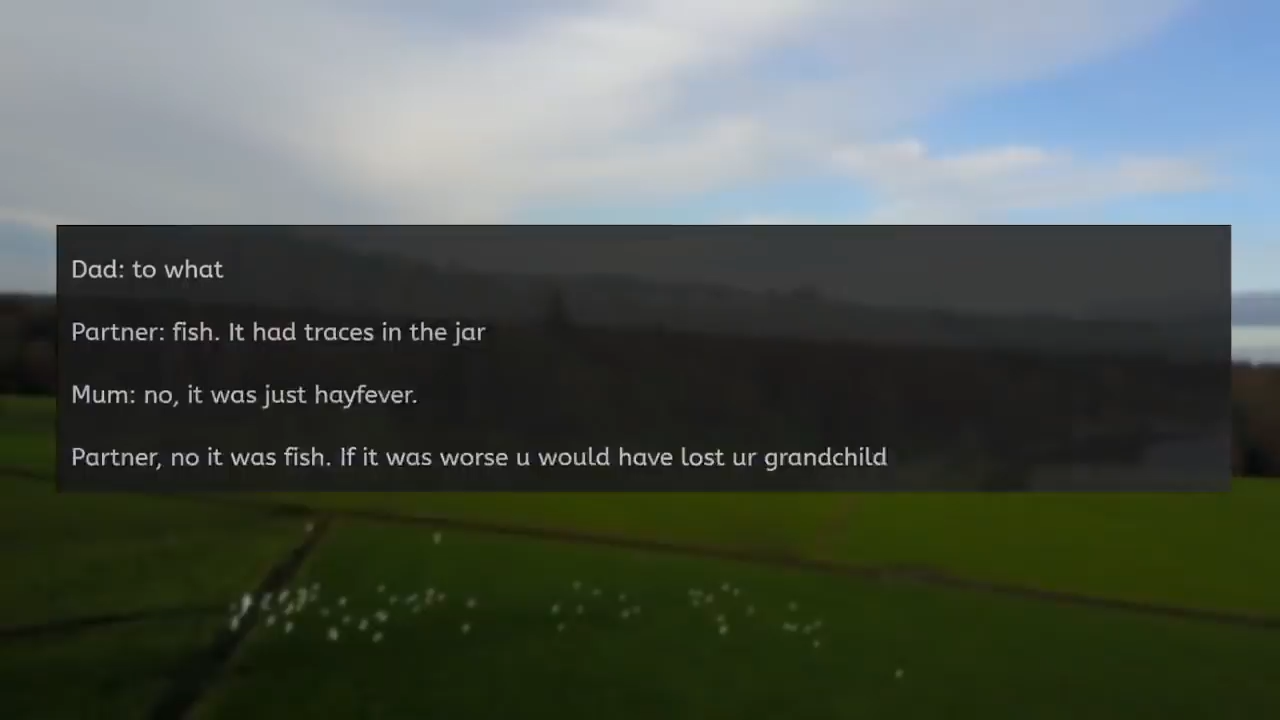 Dad: to what
Partner: fish. It had traces in the jar
Mum: no, it was just hayfever.
Partner, no it was fish. If it was worse u would have lost ur grandchild